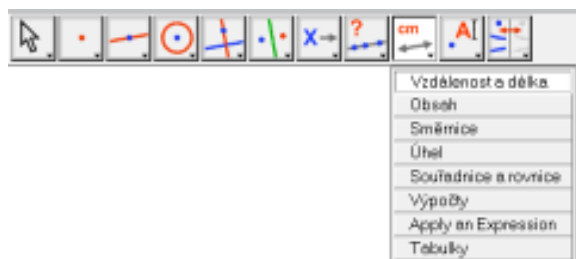 X
?
cm
A
Vzdálenost a délka
Obsah
Směrnice
Úhel
Souřadnice a rovnice
Výpočty
Apply an Expression
Tabulky